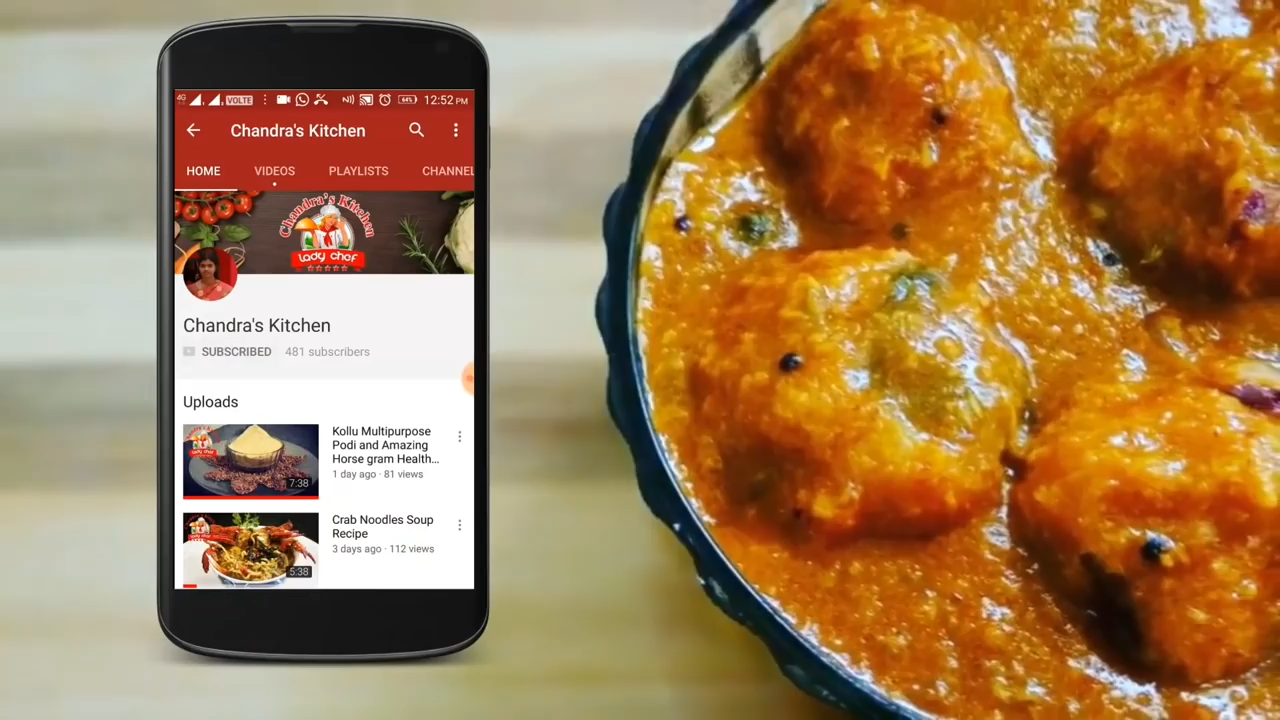 4G VOLTE 64% 12:52 PM
Chandra's Kitchen
HOME VIDEOS PLAYLISTS CHANNEL
Chandra's Kitchen
Lady chef
Chandra's Kitchen
SUBSCRIBED 481 subscribers
Uploads
Kollu Multipurpose
Podi and Amazing
Horse gram Health...
1 day ago · 81 views
7:38
Crab Noodles Soup
Recipe
3 days ago · 112 views
5:38